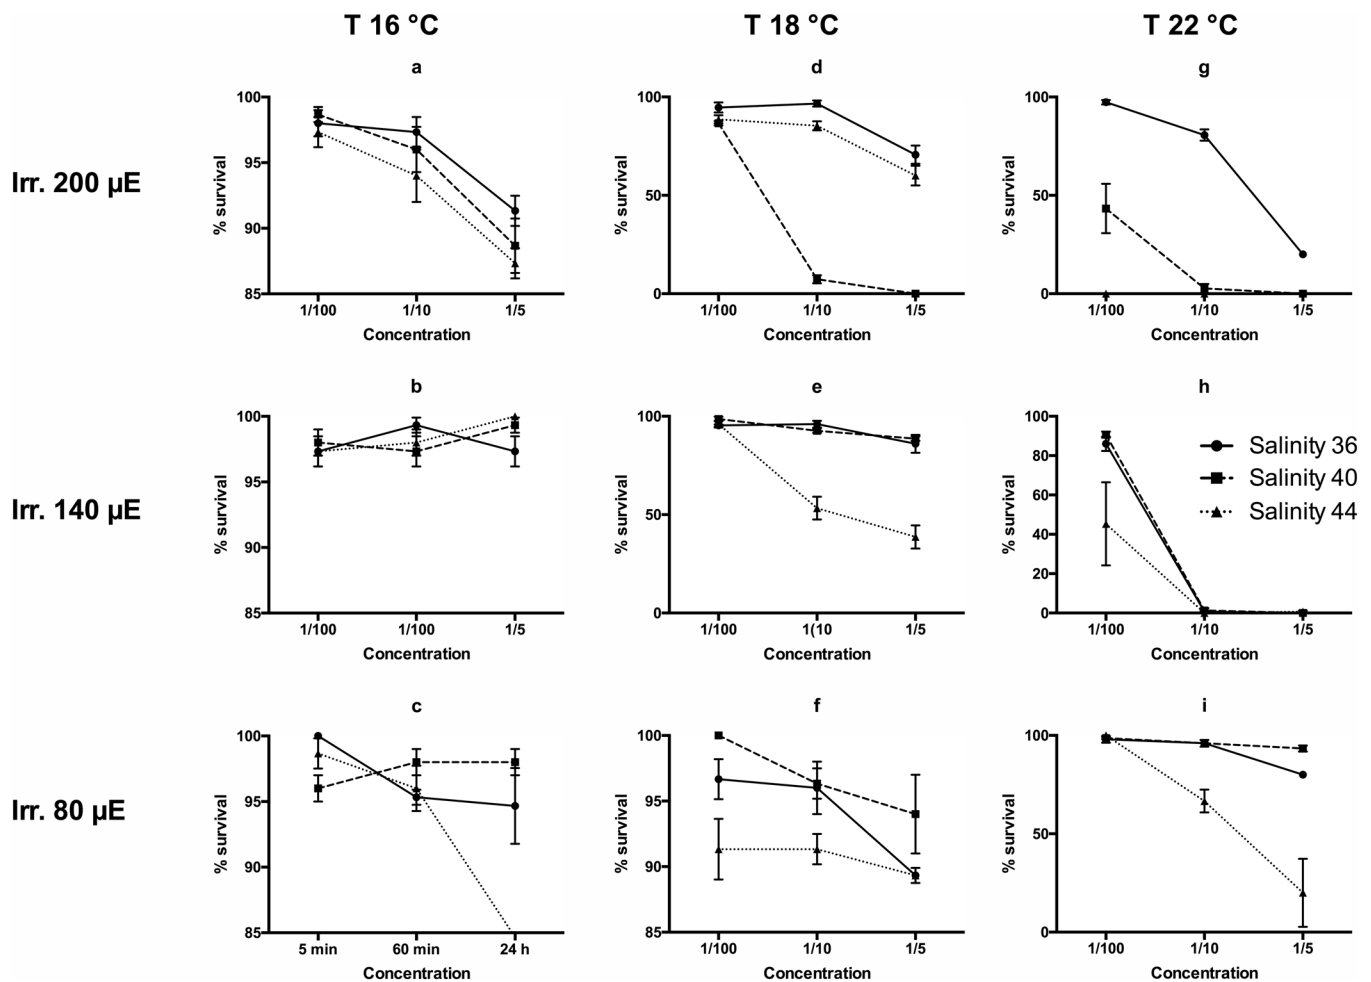 T 16 °C
T 18 °C
T 22 °C
Irr. 200 µE
a
100
95
90
85
% survival
1/100 1/10 1/5
Concentration
d
100
50
0
% survival
1/100 1/10 1/5
Concentration
g
100
50
0
% survival
1/100 1/10 1/5
Concentration
Irr. 140 µE
b
100
95
90
85
% survival
1/100 1/100 1/5
Concentration
e
100
50
0
% survival
1/100 1(10 1/5
Concentration
h
100
80
60
40
20
0
% survival
1/100 1/10 1/5
Concentration
Salinity 36
Salinity 40
Salinity 44
Irr. 80 µE
c
100
95
90
85
% survival
5 min 60 min 24 h
Concentration
f
100
95
90
85
% survival
1/100 1/10 1/5
Concentration
i
100
50
0
% survival
1/100 1/10 1/5
Concentration